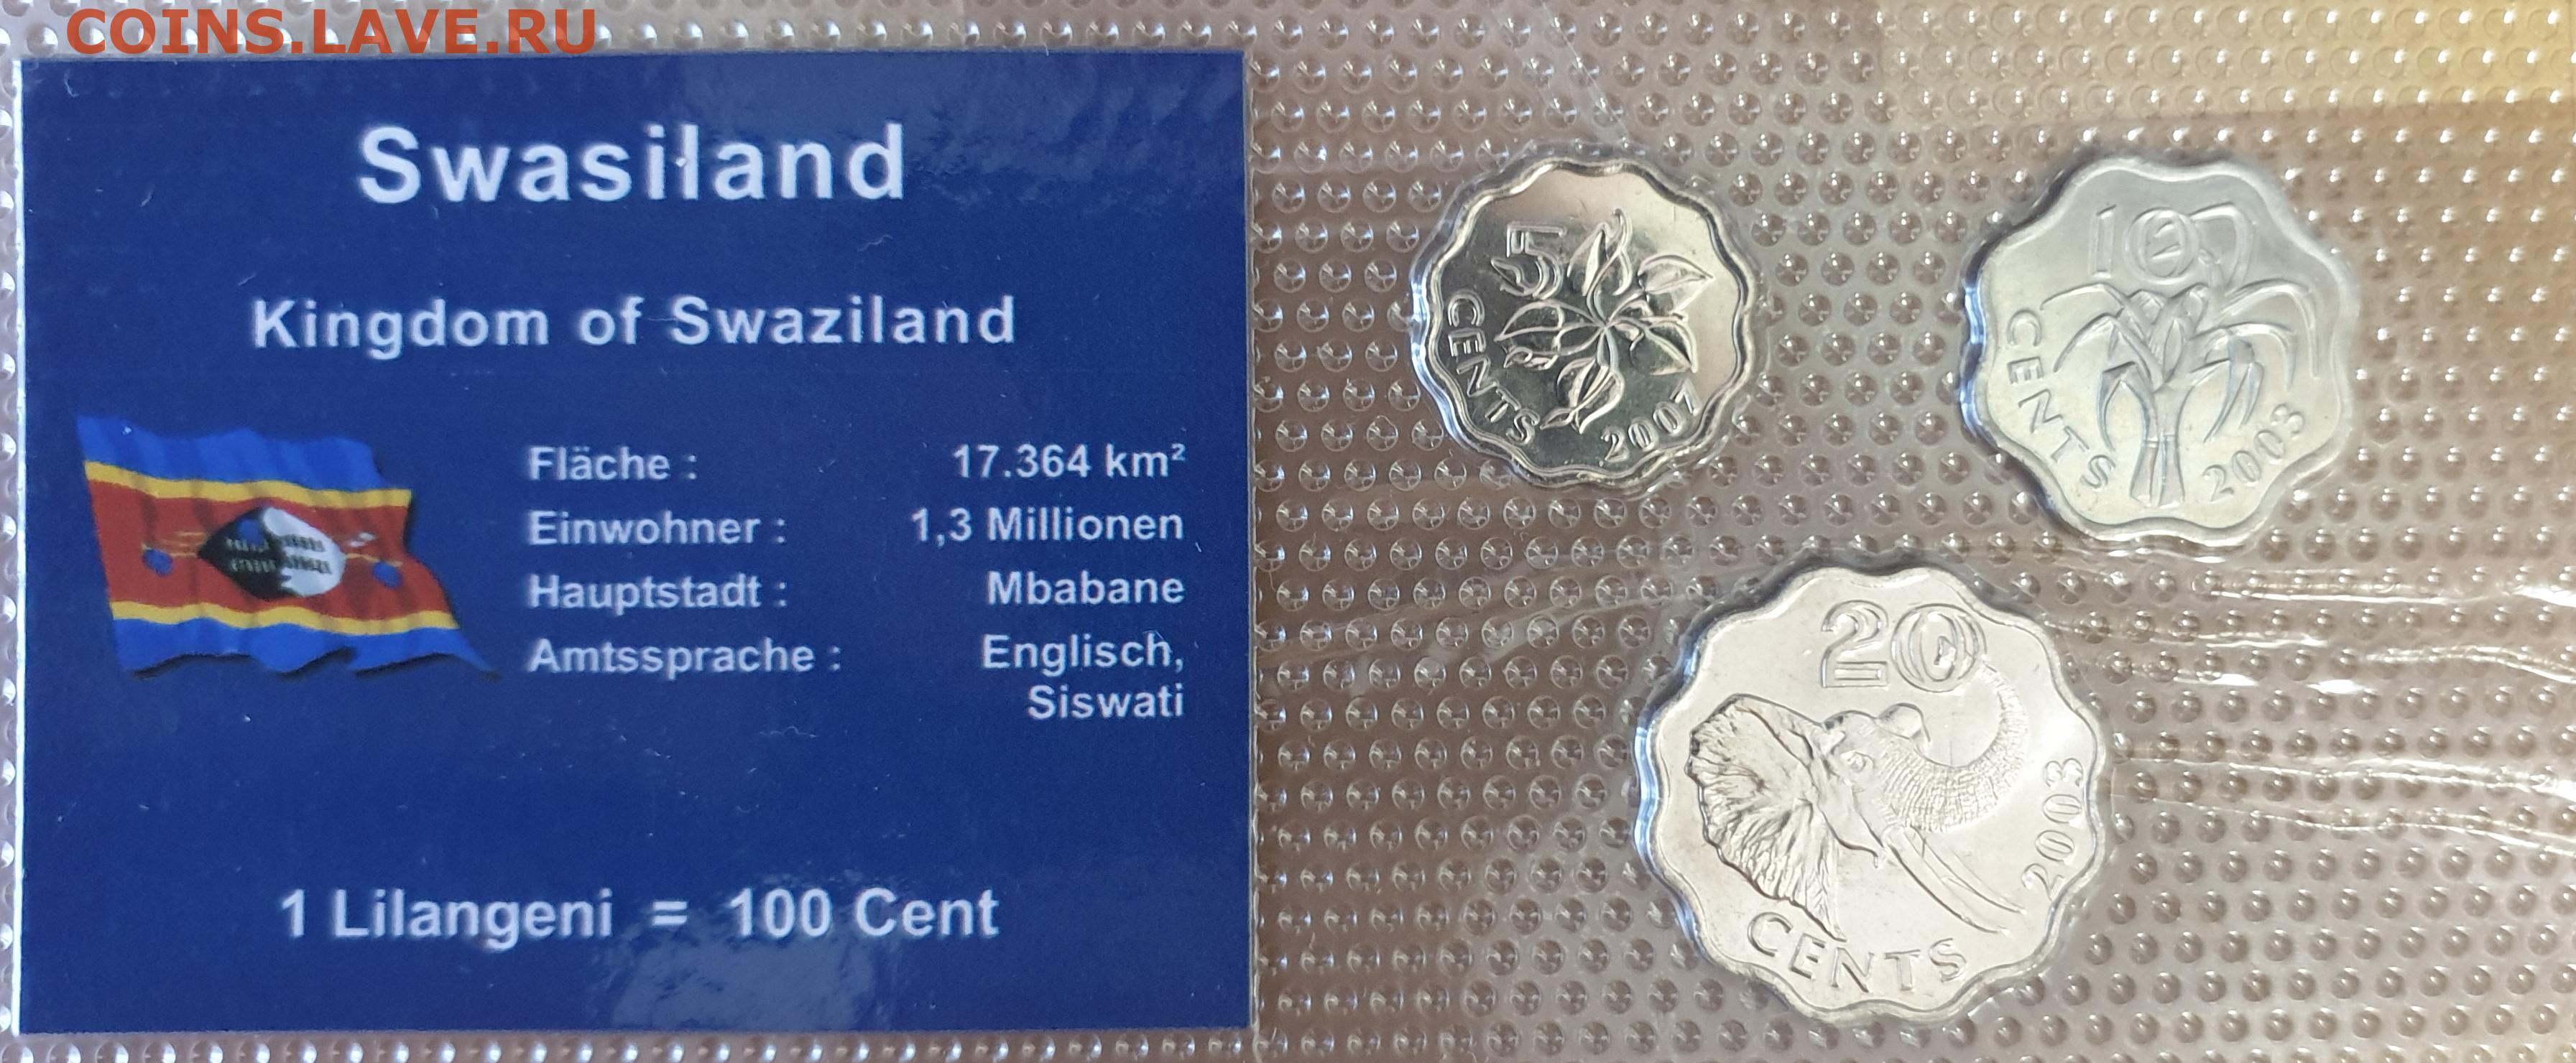 COINS.LAVE.RU
Swasiland
Kingdom of Swaziland
Fläche : 17.364 km²
Einwohner : 1,3 Millionen
Hauptstadt : Mbabane
Amtssprache : Englisch,
Siswati
1 Lilangeni = 100 Cent
5
CENTS 2007
10
CENTS 2003
20
CENTS 2003